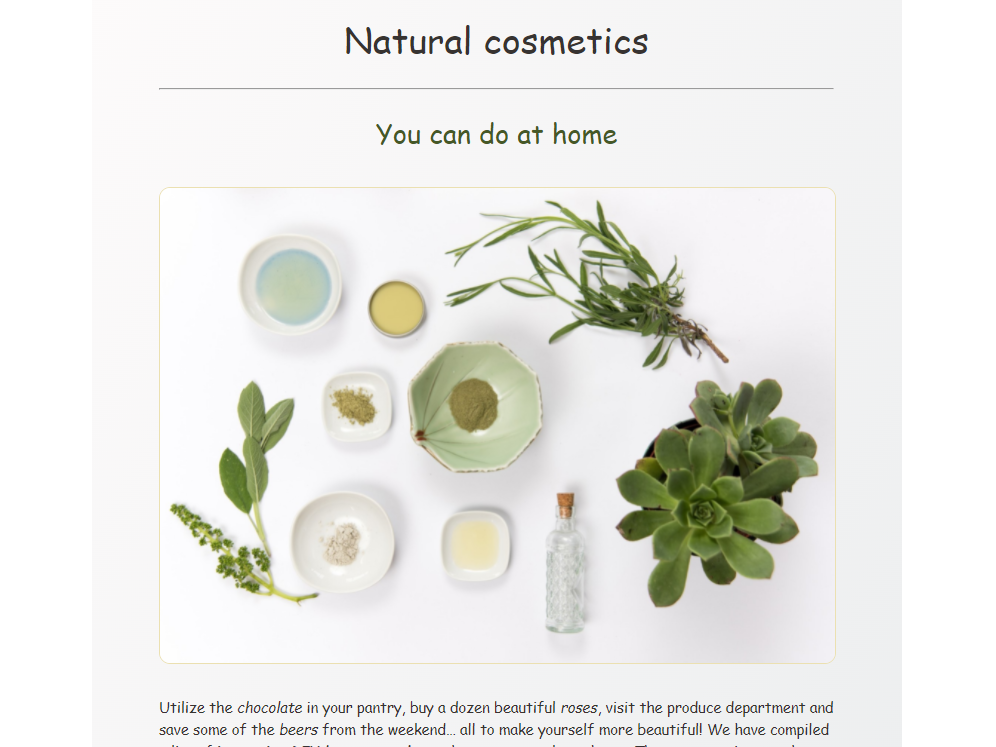 Natural cosmetics
You can do at home
Utilize the chocolate in your pantry, buy a dozen beautiful roses, visit the produce department and
save some of the beers from the weekend... all to make yourself more beautiful! We have compiled